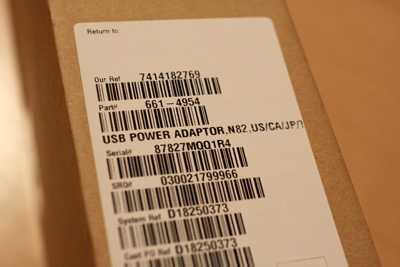 Return to:
Our Ref 7414182769
Part# 661-4954
USB POWER ADAPTOR,N82,US/CA/JP/T
Serial# 87827MQQ1R4
SRO# 030021799966
System Ref D18250373
Cust PO Ref D18250373